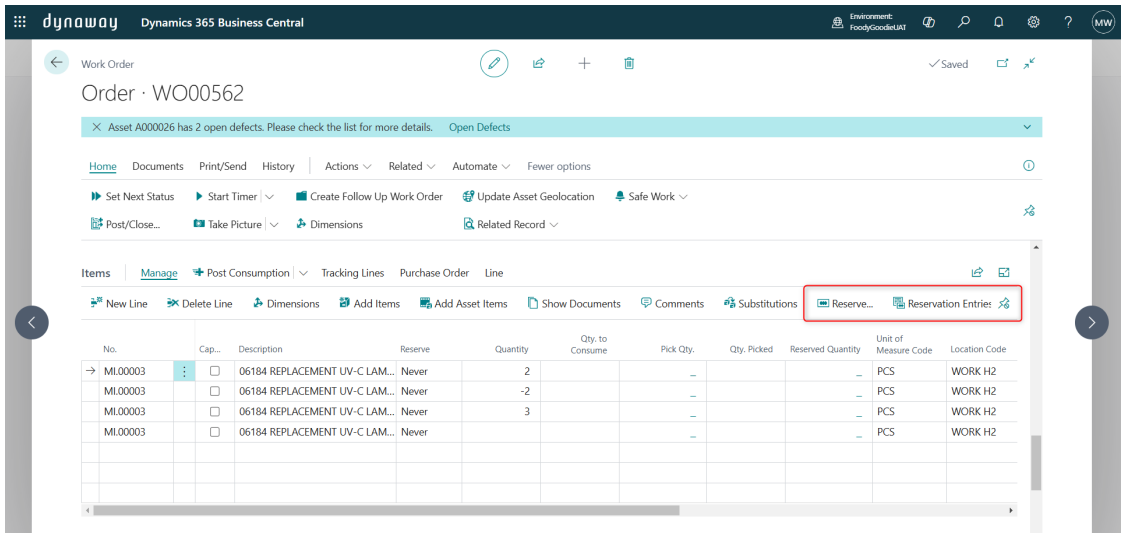 dynaway Dynamics 365 Business Central Environment: FoodyGoodieUAT MW
Work Order Saved
Order · WO00562
Asset A000026 has 2 open defects. Please check the list for more details. Open Defects
Home Documents Print/Send History Actions Related Automate Fewer options
Set Next Status Start Timer Create Follow Up Work Order Update Asset Geolocation Safe Work
Post/Close... Take Picture Dimensions Related Record
Items Manage Post Consumption Tracking Lines Purchase Order Line
New Line Delete Line Dimensions Add Items Add Asset Items Show Documents Comments Substitutions Reserve... Reservation Entries
No. Cap... Description Reserve Quantity Qty. to Consume Pick Qty. Qty. Picked Reserved Quantity Unit of Measure Code Location Code
MI.00003 06184 REPLACEMENT UV-C LAM... Never 2 _ _ PCS WORK H2
MI.00003 06184 REPLACEMENT UV-C LAM... Never -2 _ _ PCS WORK H2
MI.00003 06184 REPLACEMENT UV-C LAM... Never 3 _ _ PCS WORK H2
MI.00003 06184 REPLACEMENT UV-C LAM... Never _ _ PCS WORK H2